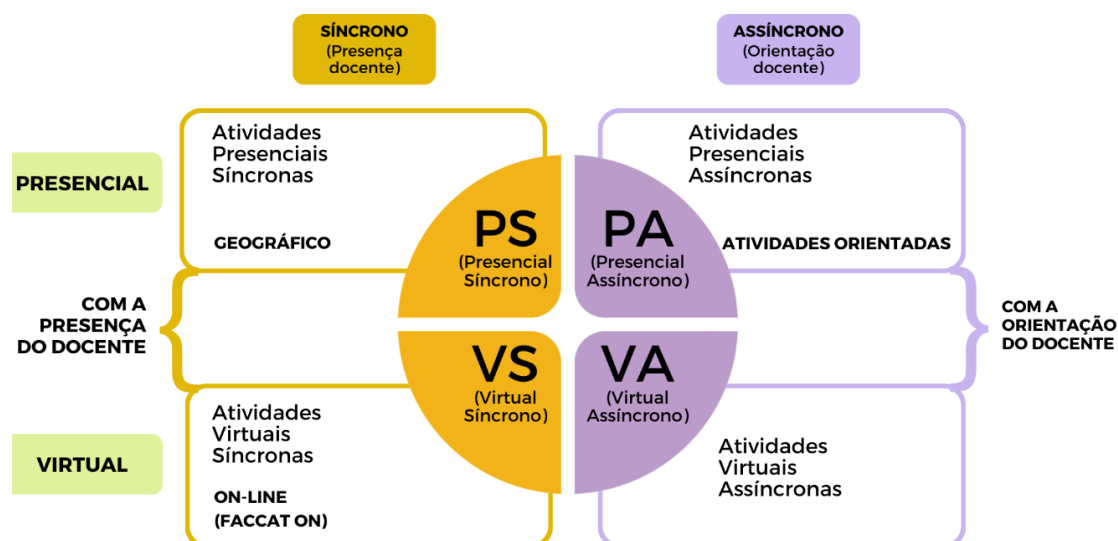 SÍNCRONO
(Presença
docente)
ASSÍNCRONO
(Orientação
docente)
PRESENCIAL
Atividades
Presenciais
Síncronas
GEOGRÁFICO
PS
(Presencial
Síncrono)
PA
(Presencial
Assíncrono)
Atividades
Presenciais
Assíncronas
ATIVIDADES ORIENTADAS
COM A
PRESENÇA
DO DOCENTE
COM A
ORIENTAÇÃO
DO DOCENTE
VIRTUAL
Atividades
Virtuais
Síncronas
ON-LINE
(FACCAT ON)
VS
(Virtual
Síncrono)
VA
(Virtual
Assíncrono)
Atividades
Virtuais
Assíncronas